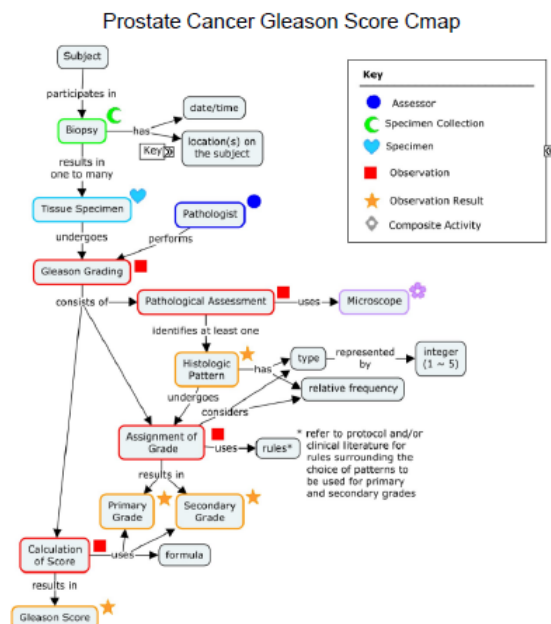 Prostate Cancer Gleason Score Cmap
Subject
participates in
Biopsy
has
date/time
location(s) on
the subject
Key
results in
one to many
Tissue Specimen
Pathologist
undergoes
performs
Gleason Grading
consists of
Pathological Assessment
uses
Microscope
identifies at least one
Histologic
Pattern
has
type
represented
by
integer
(1 ~ 5)
relative frequency
undergoes
considers
Assignment of
Grade
uses
rules*
* refer to protocol and/or
clinical literature for
rules surrounding the
choice of patterns to
be used for primary
and secondary grades
results in
Primary
Grade
Secondary
Grade
Calculation
of Score
uses
formula
results in
Gleason Score
Key
Assessor
Specimen Collection
Specimen
Observation
Observation Result
Composite Activity